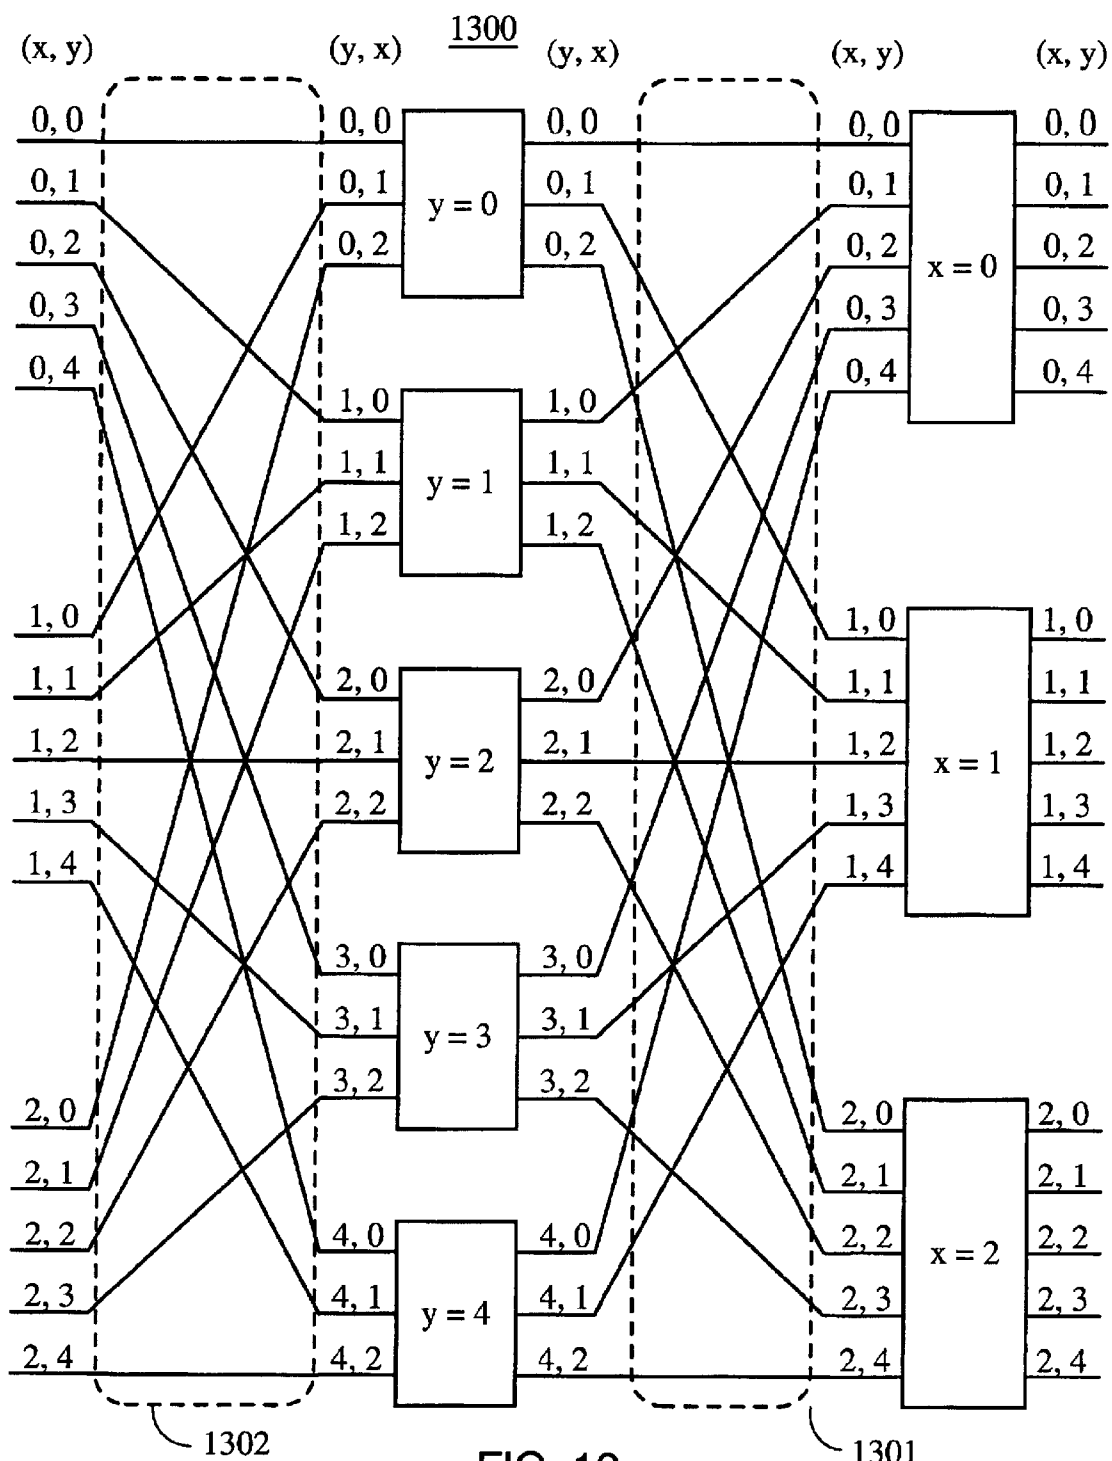 1300
(x, y) (y, x) (y, x) (x, y) (x, y)
0, 0 0, 0 0, 0 0, 0 0, 0
0, 1 0, 1 y = 0 0, 1 0, 1 0, 1
0, 2 0, 2 0, 2 0, 2 x = 0 0, 2
0, 3 0, 3 0, 3
0, 4 0, 4 0, 4
1, 0 1, 0
1, 1 y = 1 1, 1
1, 2 1, 2
1, 0 1, 0 1, 0
1, 1 2, 0 2, 0 1, 1 1, 1
1, 2 2, 1 y = 2 2, 1 1, 2 x = 1 1, 2
1, 3 2, 2 2, 2 1, 3 1, 3
1, 4 1, 4 1, 4
3, 0 3, 0
3, 1 y = 3 3, 1
3, 2 3, 2
2, 0 2, 0 2, 0
2, 1 2, 1 2, 1
2, 2 4, 0 4, 0 2, 2 x = 2 2, 2
2, 3 4, 1 y = 4 4, 1 2, 3 2, 3
2, 4 4, 2 4, 2 2, 4 2, 4
1302 FIG. 1301